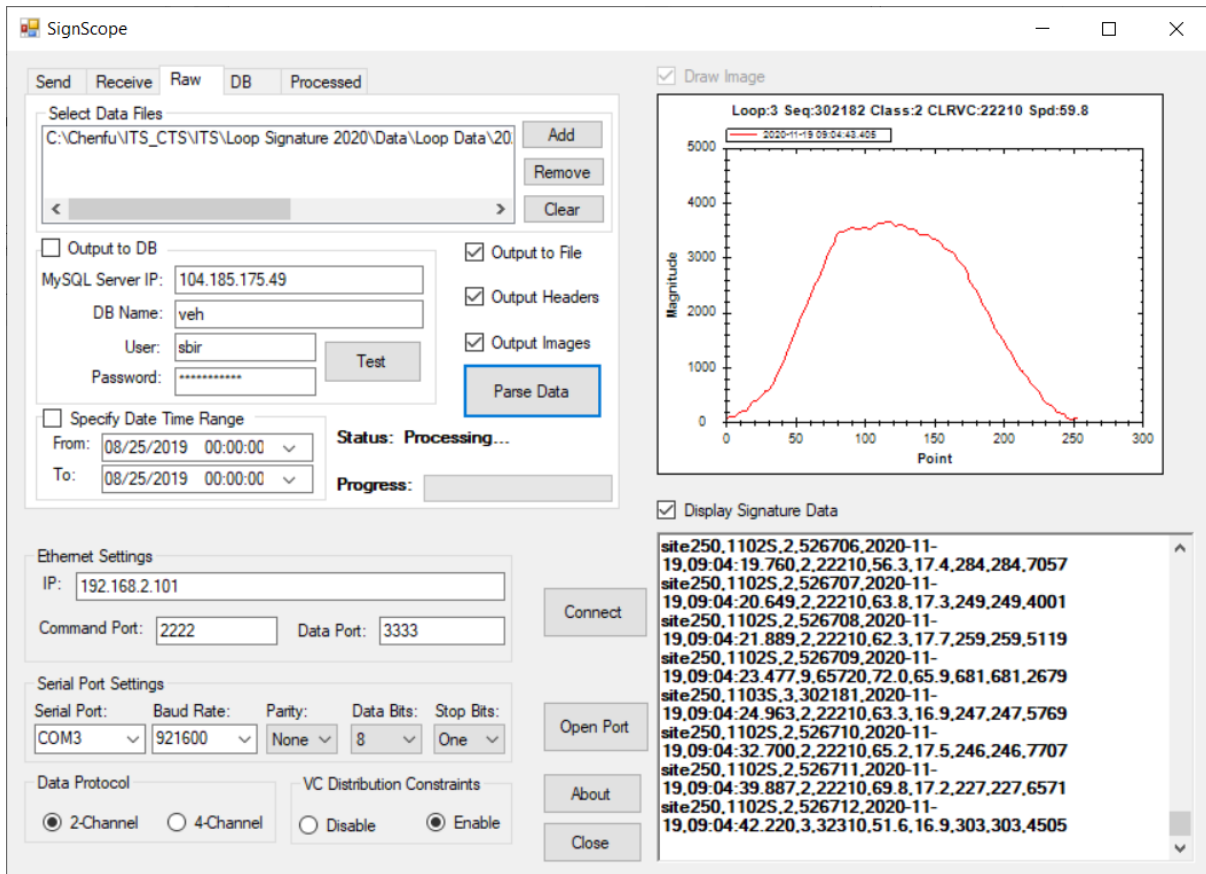 SignScope
Send Receive Raw DB Processed
Select Data Files
C:\Chenfu\ITS_CTS\ITS\Loop Signature 2020\Data\Loop Data\20
Add
Remove
Clear
Output to DB
MySQL Server IP: 104.185.175.49
DB Name: veh
User: sbir
Password: ***********
Test
Output to File
Output Headers
Output Images
Parse Data
Specify Date Time Range
From: 08/25/2019 00:00:00
To: 08/25/2019 00:00:00
Status: Processing...
Progress:
Ethernet Settings
IP: 192.168.2.101
Command Port: 2222 Data Port: 3333
Connect
Serial Port Settings
Serial Port: Baud Rate: Parity: Data Bits: Stop Bits:
COM3 921600 None 8 One
Open Port
Data Protocol
2-Channel 4-Channel
VC Distribution Constraints
Disable Enable
About
Close
Draw Image
Loop:3 Seq:302182 Class:2 CLRVC:22210 Spd:59.8
2020-11-19 09:04:43.405
5000
4000
3000
2000
1000
0
Magnitude
0 50 100 150 200 250 300
Point
Display Signature Data
site250,1102S,2,526706,2020-11-
19,09:04:19.760,2,22210,56.3,17.4,284,284,7057
site250,1102S,2,526707,2020-11-
19,09:04:20.649,2,22210,63.8,17.3,249,249,4001
site250,1102S,2,526708,2020-11-
19,09:04:21.889,2,22210,62.3,17.7,259,259,5119
site250,1102S,2,526709,2020-11-
19,09:04:23.477,9,65720,72.0,65.9,681,681,2679
site250,1103S,3,302181,2020-11-
19,09:04:24.963,2,22210,63.3,16.9,247,247,5769
site250,1102S,2,526710,2020-11-
19,09:04:32.700,2,22210,65.2,17.5,246,246,7707
site250,1102S,2,526711,2020-11-
19,09:04:39.887,2,22210,69.8,17.2,227,227,6571
site250,1102S,2,526712,2020-11-
19,09:04:42.220,3,32310,51.6,16.9,303,303,4505